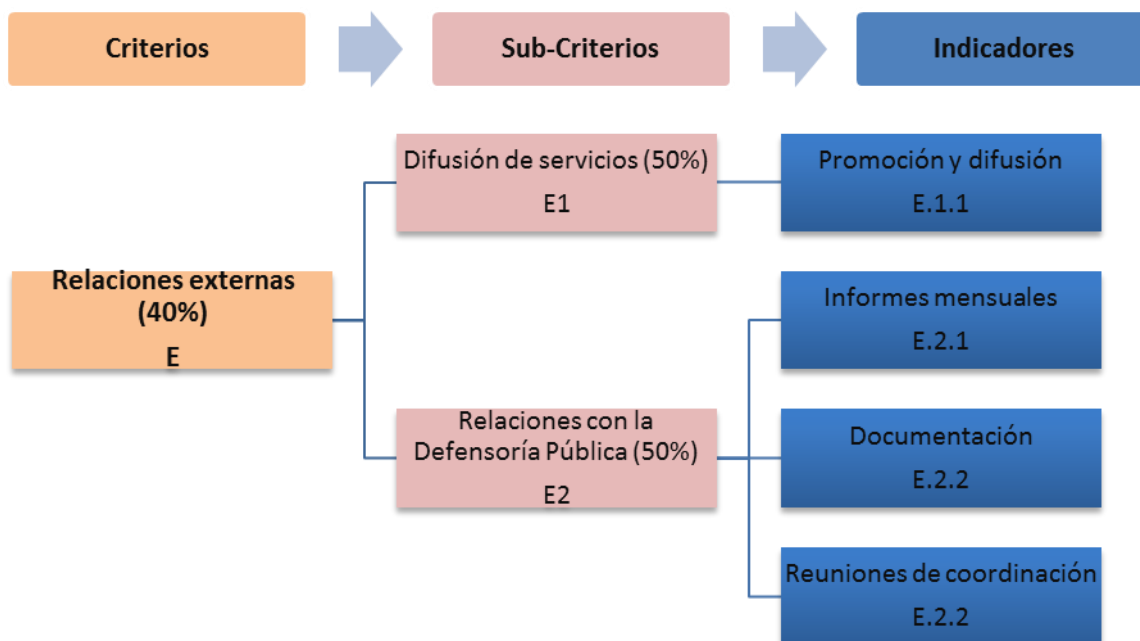 Criterios
Sub-Criterios
Indicadores
Relaciones externas
(40%)
E
Difusión de servicios (50%)
E1
Relaciones con la
Defensoría Pública (50%)
E2
Promoción y difusión
E.1.1
Informes mensuales
E.2.1
Documentación
E.2.2
Reuniones de coordinación
E.2.2